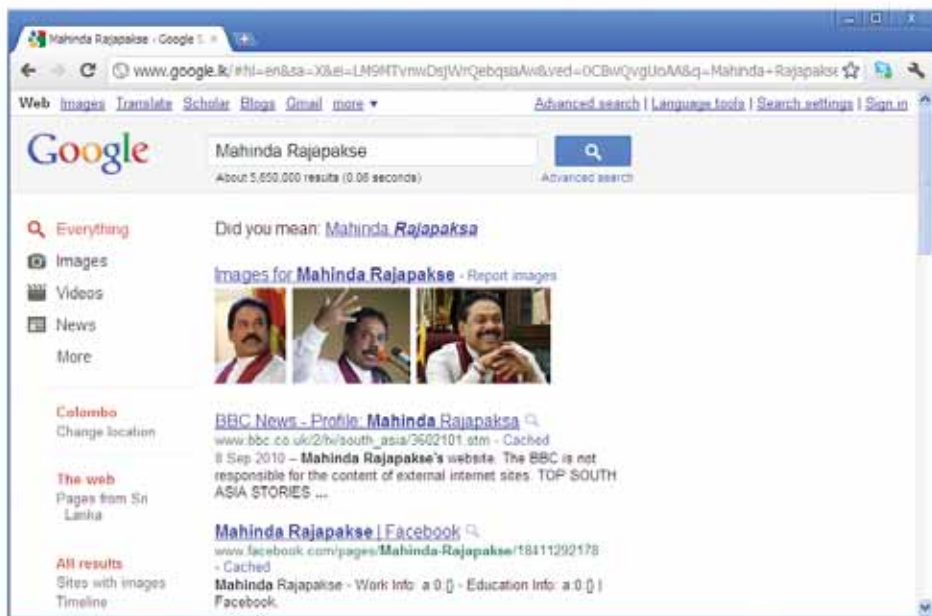 Mahinda Rajapakse - Google S
www.google.lk/#hl=en&sa=X&ei=LM9MTvnwDsjWrQebqsiaAw&ved=0CBwQvgUoAA&q=Mahinda+Rajapakse
Web Images Translate Scholar Blogs Gmail more ▼ Advanced search | Language tools | Search settings | Sign in
Google
Mahinda Rajapakse
About 5,650,000 results (0.06 seconds)
Advanced search
Everything
Images
Videos
News
More
Colombo
Change location
The web
Pages from Sri
Lanka
All results
Sites with images
Timeline
Did you mean: Mahinda Rajapaksa
Images for Mahinda Rajapakse - Report images
BBC News - Profile: Mahinda Rajapaksa
www.bbc.co.uk/2/hi/south_asia/3602101.stm - Cached
8 Sep 2010 – Mahinda Rajapakse's website. The BBC is not
responsible for the content of external internet sites. TOP SOUTH
ASIA STORIES ...
Mahinda Rajapakse | Facebook
www.facebook.com/pages/Mahinda-Rajapakse/18411292178
- Cached
Mahinda Rajapakse - Work Info: a:0:{} - Education Info: a:0:{} |
Facebook.